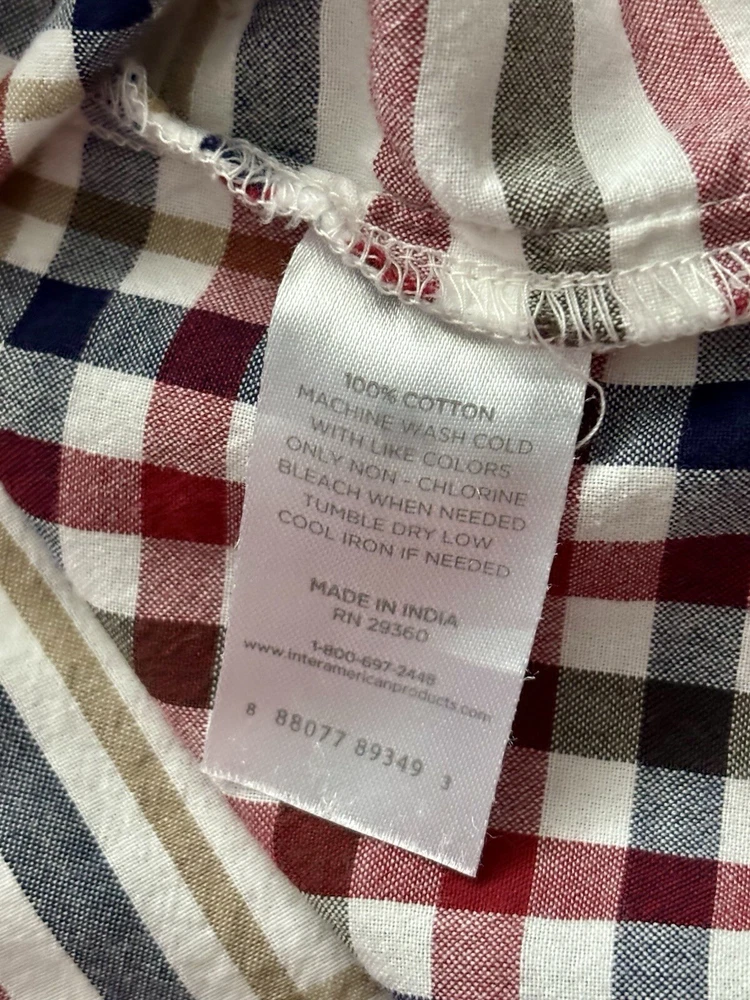 100% COTTON
MACHINE WASH COLD
WITH LIKE COLORS
ONLY NON - CHLORINE
BLEACH WHEN NEEDED
TUMBLE DRY LOW
COOL IRON IF NEEDED
MADE IN INDIA
RN 29360
1-800-697-2448
www.interamericanproducts.com
8 88077 89349 3